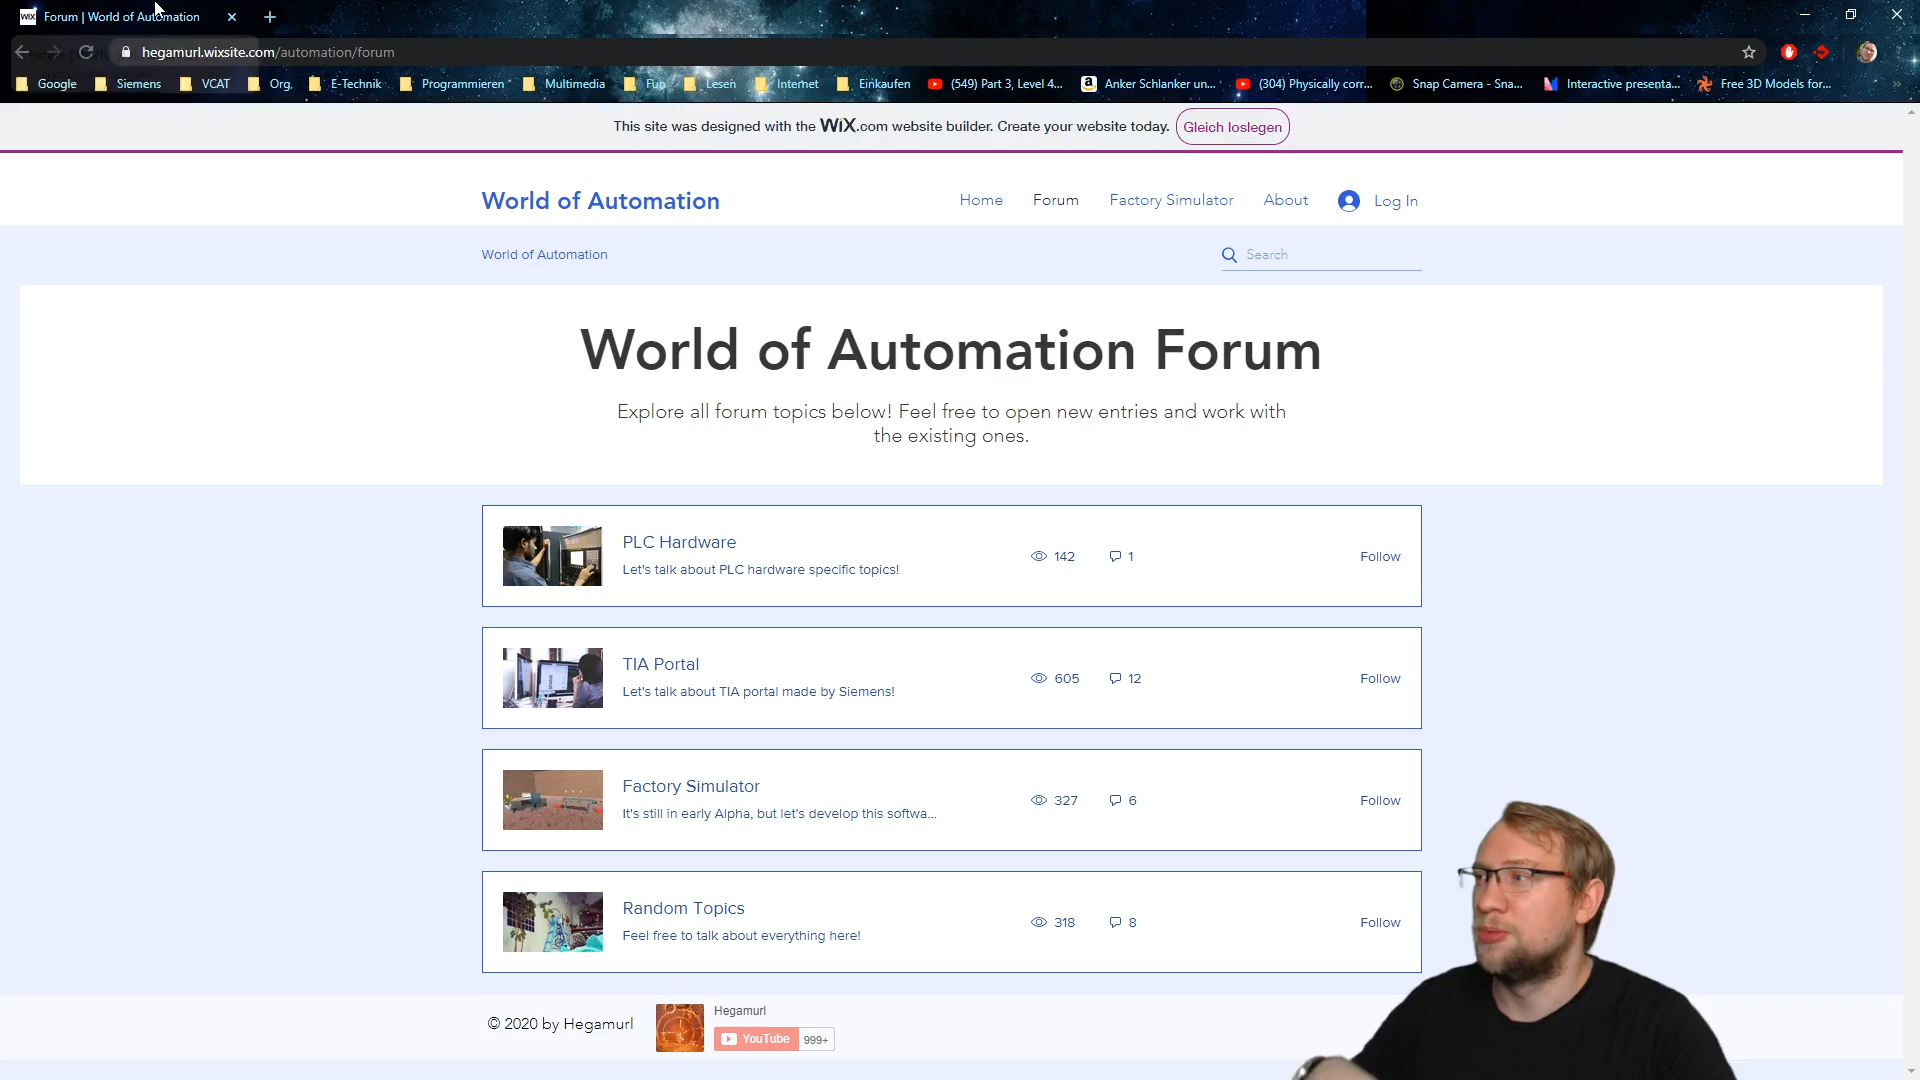 WiX Forum | World of Automation
hegamurl.wixsite.com/automation/forum
Google Siemens VCAT Org. E-Technik Programmieren Multimedia Fun Lesen Internet Einkaufen (549) Part 3, Level 4... Anker Schlanker un... (304) Physically corr... Snap Camera - Sna... Interactive presenta... Free 3D Models for...
This site was designed with the WiX.com website builder. Create your website today. Gleich loslegen
World of Automation
Home Forum Factory Simulator About Log In
World of Automation Search
World of Automation Forum
Explore all forum topics below! Feel free to open new entries and work with
the existing ones.
PLC Hardware
Let's talk about PLC hardware specific topics!
142 1 Follow
TIA Portal
Let's talk about TIA portal made by Siemens!
605 12 Follow
Factory Simulator
It's still in early Alpha, but let's develop this softwa...
327 6 Follow
Random Topics
Feel free to talk about everything here!
318 8 Follow
© 2020 by Hegamurl
Hegamurl
YouTube 999+